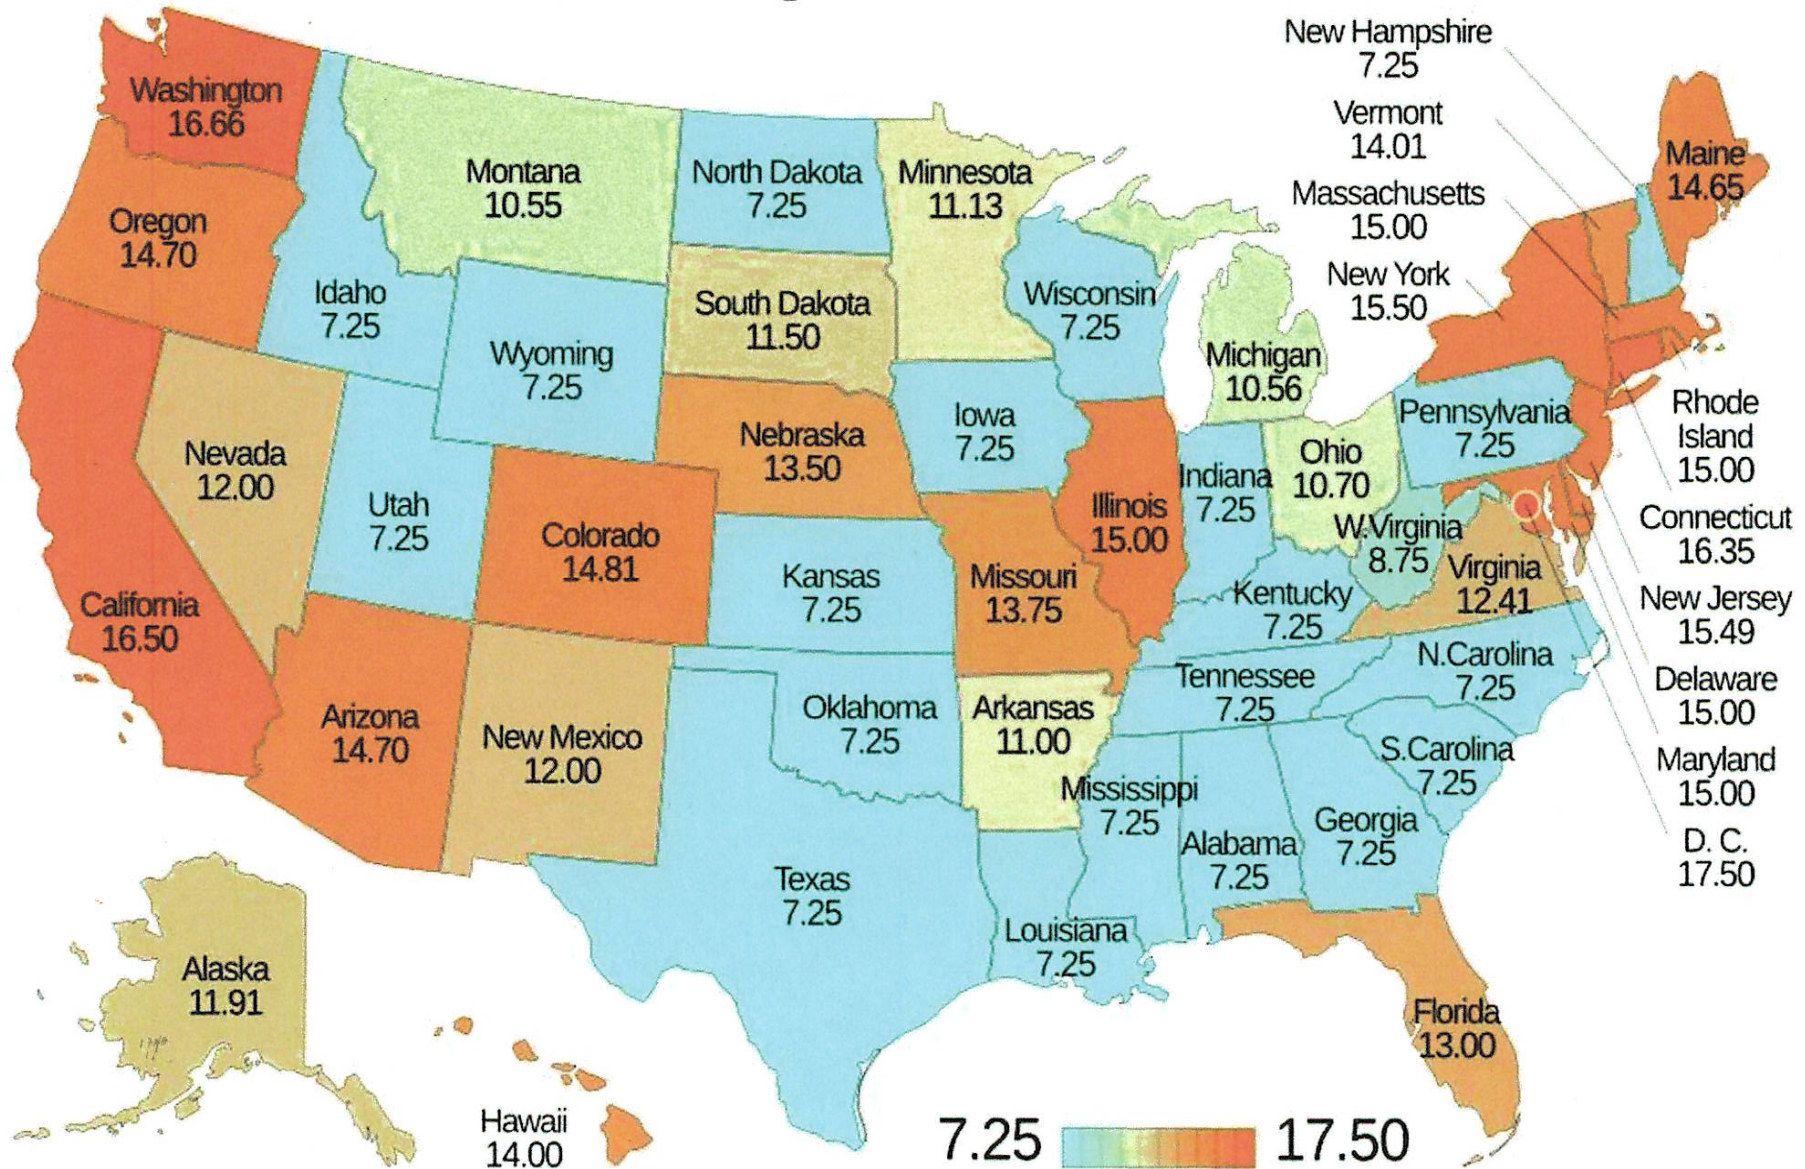 New Hampshire
7.25
Vermont
14.01
Massachusetts
15.00
New York
15.50
Washington
16.66
Montana
10.55
North Dakota
7.25
Minnesota
11.13
Maine
14.65
Oregon
14.70
Idaho
7.25
Wyoming
7.25
South Dakota
11.50
Wisconsin
7.25
Michigan
10.56
Nevada
12.00
Utah
7.25
Nebraska
13.50
Iowa
7.25
Pennsylvania
7.25
Rhode
Island
15.00
Colorado
14.81
Illinois
15.00
Indiana
7.25
Ohio
10.70
W.Virginia
8.75
Virginia
12.41
Connecticut
16.35
California
16.50
Kansas
7.25
Missouri
13.75
Kentucky
7.25
New Jersey
15.49
Arizona
14.70
New Mexico
12.00
Oklahoma
7.25
Arkansas
11.00
Tennessee
7.25
N.Carolina
7.25
Delaware
15.00
Mississippi
7.25
Alabama
7.25
Georgia
7.25
S.Carolina
7.25
Maryland
15.00
D. C.
17.50
Texas
7.25
Louisiana
7.25
Alaska
11.91
Florida
13.00
Hawaii
14.00
7.25
17.50